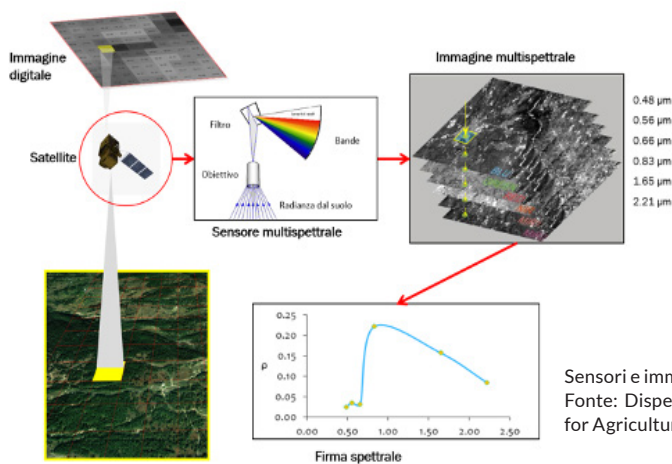 Immagine multispettrale
Immagine
digitale
0.48 µm
0.56 µm
0.66 µm
0.83 µm
1.65 µm
2.21 µm
Filtro
Bande
Satellite
Obiettivo
Radianza dal suolo
Sensore multispettrale
0.25
0.20
0.15
0.10
0.05
0.00
ρ
0.00
0.50
1.00
1.50
2.00
2.50
Firma spettrale
Sensori e imm
Fonte: Dispe
for Agricultur